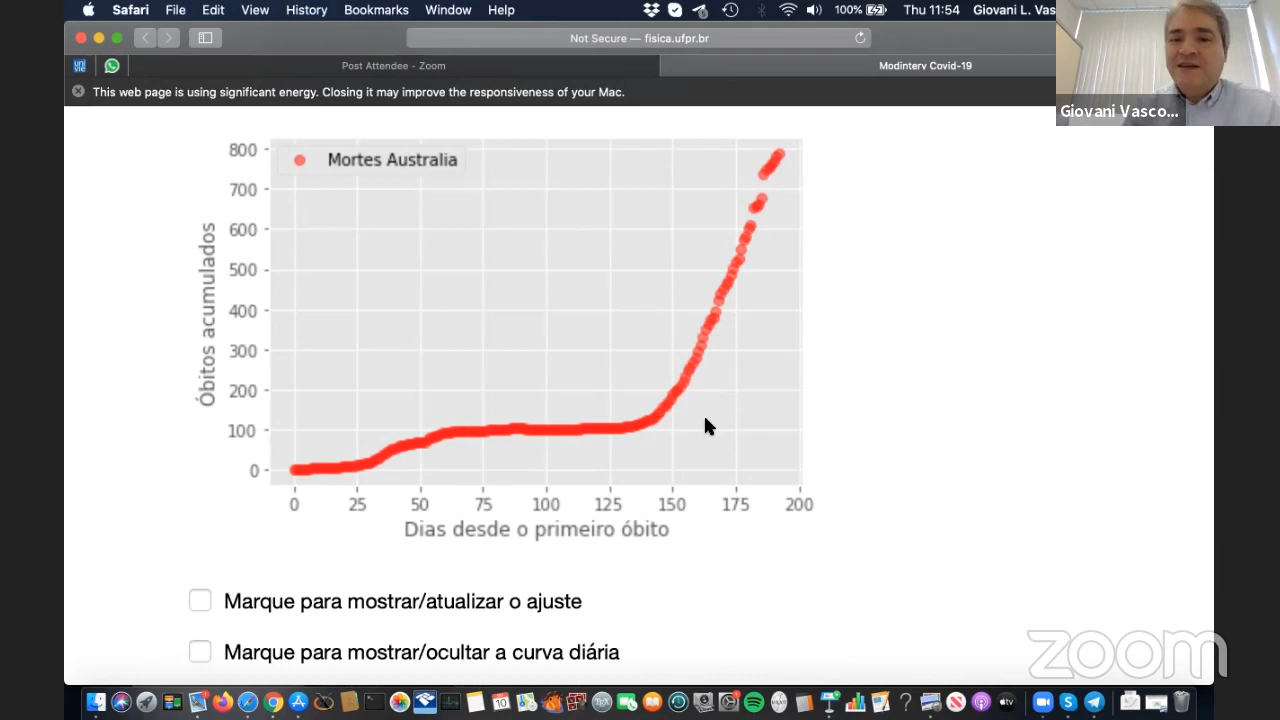 Safari File Edit View History Bookmarks Window Help 100% Thu 11:54 Giovani L. Vas
Not Secure — fisica.ufpr.br
Post Attendee - Zoom Modinterv Covid-19
This web page is using significant energy. Closing it may improve the responsiveness of your Mac.
Giovani Vasco...
Mortes Australia
800
700
600
500
400
300
200
100
0
Óbitos acumulados
0 25 50 75 100 125 150 175 200
Dias desde o primeiro óbito
Marque para mostrar/atualizar o ajuste
Marque para mostrar/ocultar a curva diária
zoom